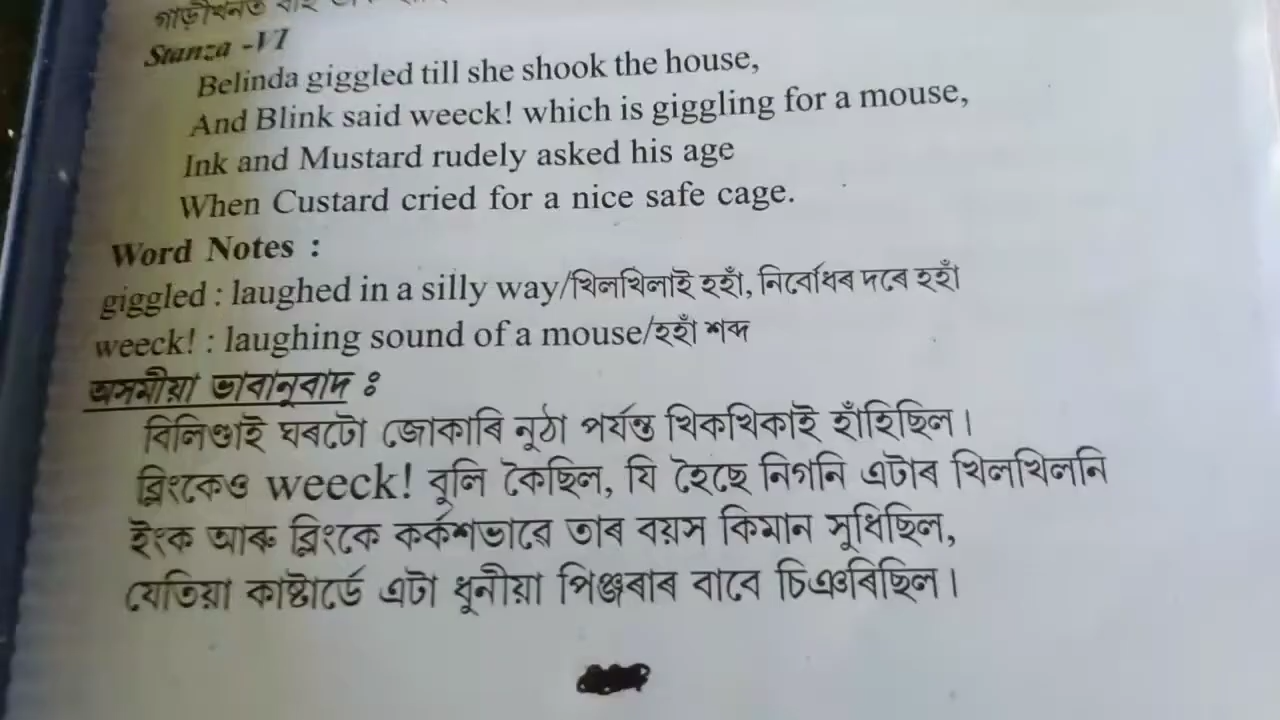 গাড়ীখনত
Stanza -VI
Belinda giggled till she shook the house,
And Blink said weeck! which is giggling for a mouse,
Ink and Mustard rudely asked his age
When Custard cried for a nice safe cage.
Word Notes :
giggled : laughed in a silly way/খিলখিলাই হহাঁ, নিৰ্বোধৰ দৰে হহাঁ
weeck! : laughing sound of a mouse/হহাঁ শব্দ
অসমীয়া ভাবানুবাদ ঃ
বিলিণ্ডাই ঘৰটো জোকাৰি নুঠা পৰ্যন্ত খিকখিকাই হাঁহিছিল।
ব্লিংকেও weeck! বুলি কৈছিল, যি হৈছে নিগনি এটাৰ খিলখিলনি
ইংক আৰু ব্লিংকে কৰ্কশভাৱে তাৰ বয়স কিমান সুধিছিল,
যেতিয়া কাষ্টাৰ্ডে এটা ধুনীয়া পিঞ্জৰাৰ বাবে চিঞৰিছিল।